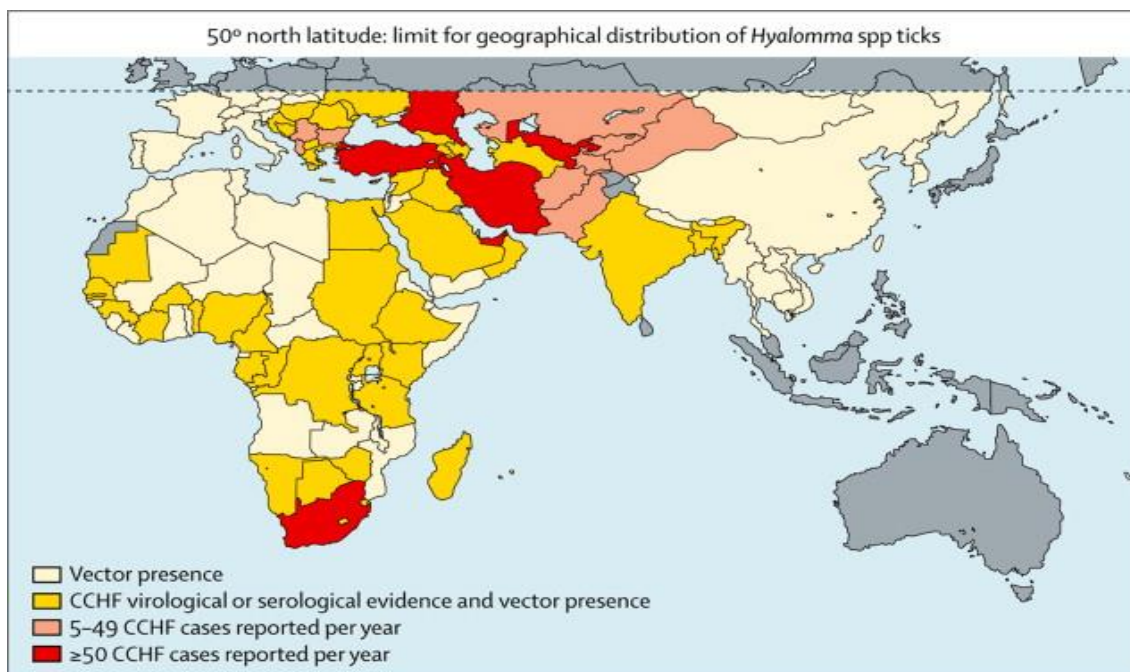 50º north latitude: limit for geographical distribution of Hyalomma spp ticks
Vector presence
CCHF virological or serological evidence and vector presence
5–49 CCHF cases reported per year
≥50 CCHF cases reported per year